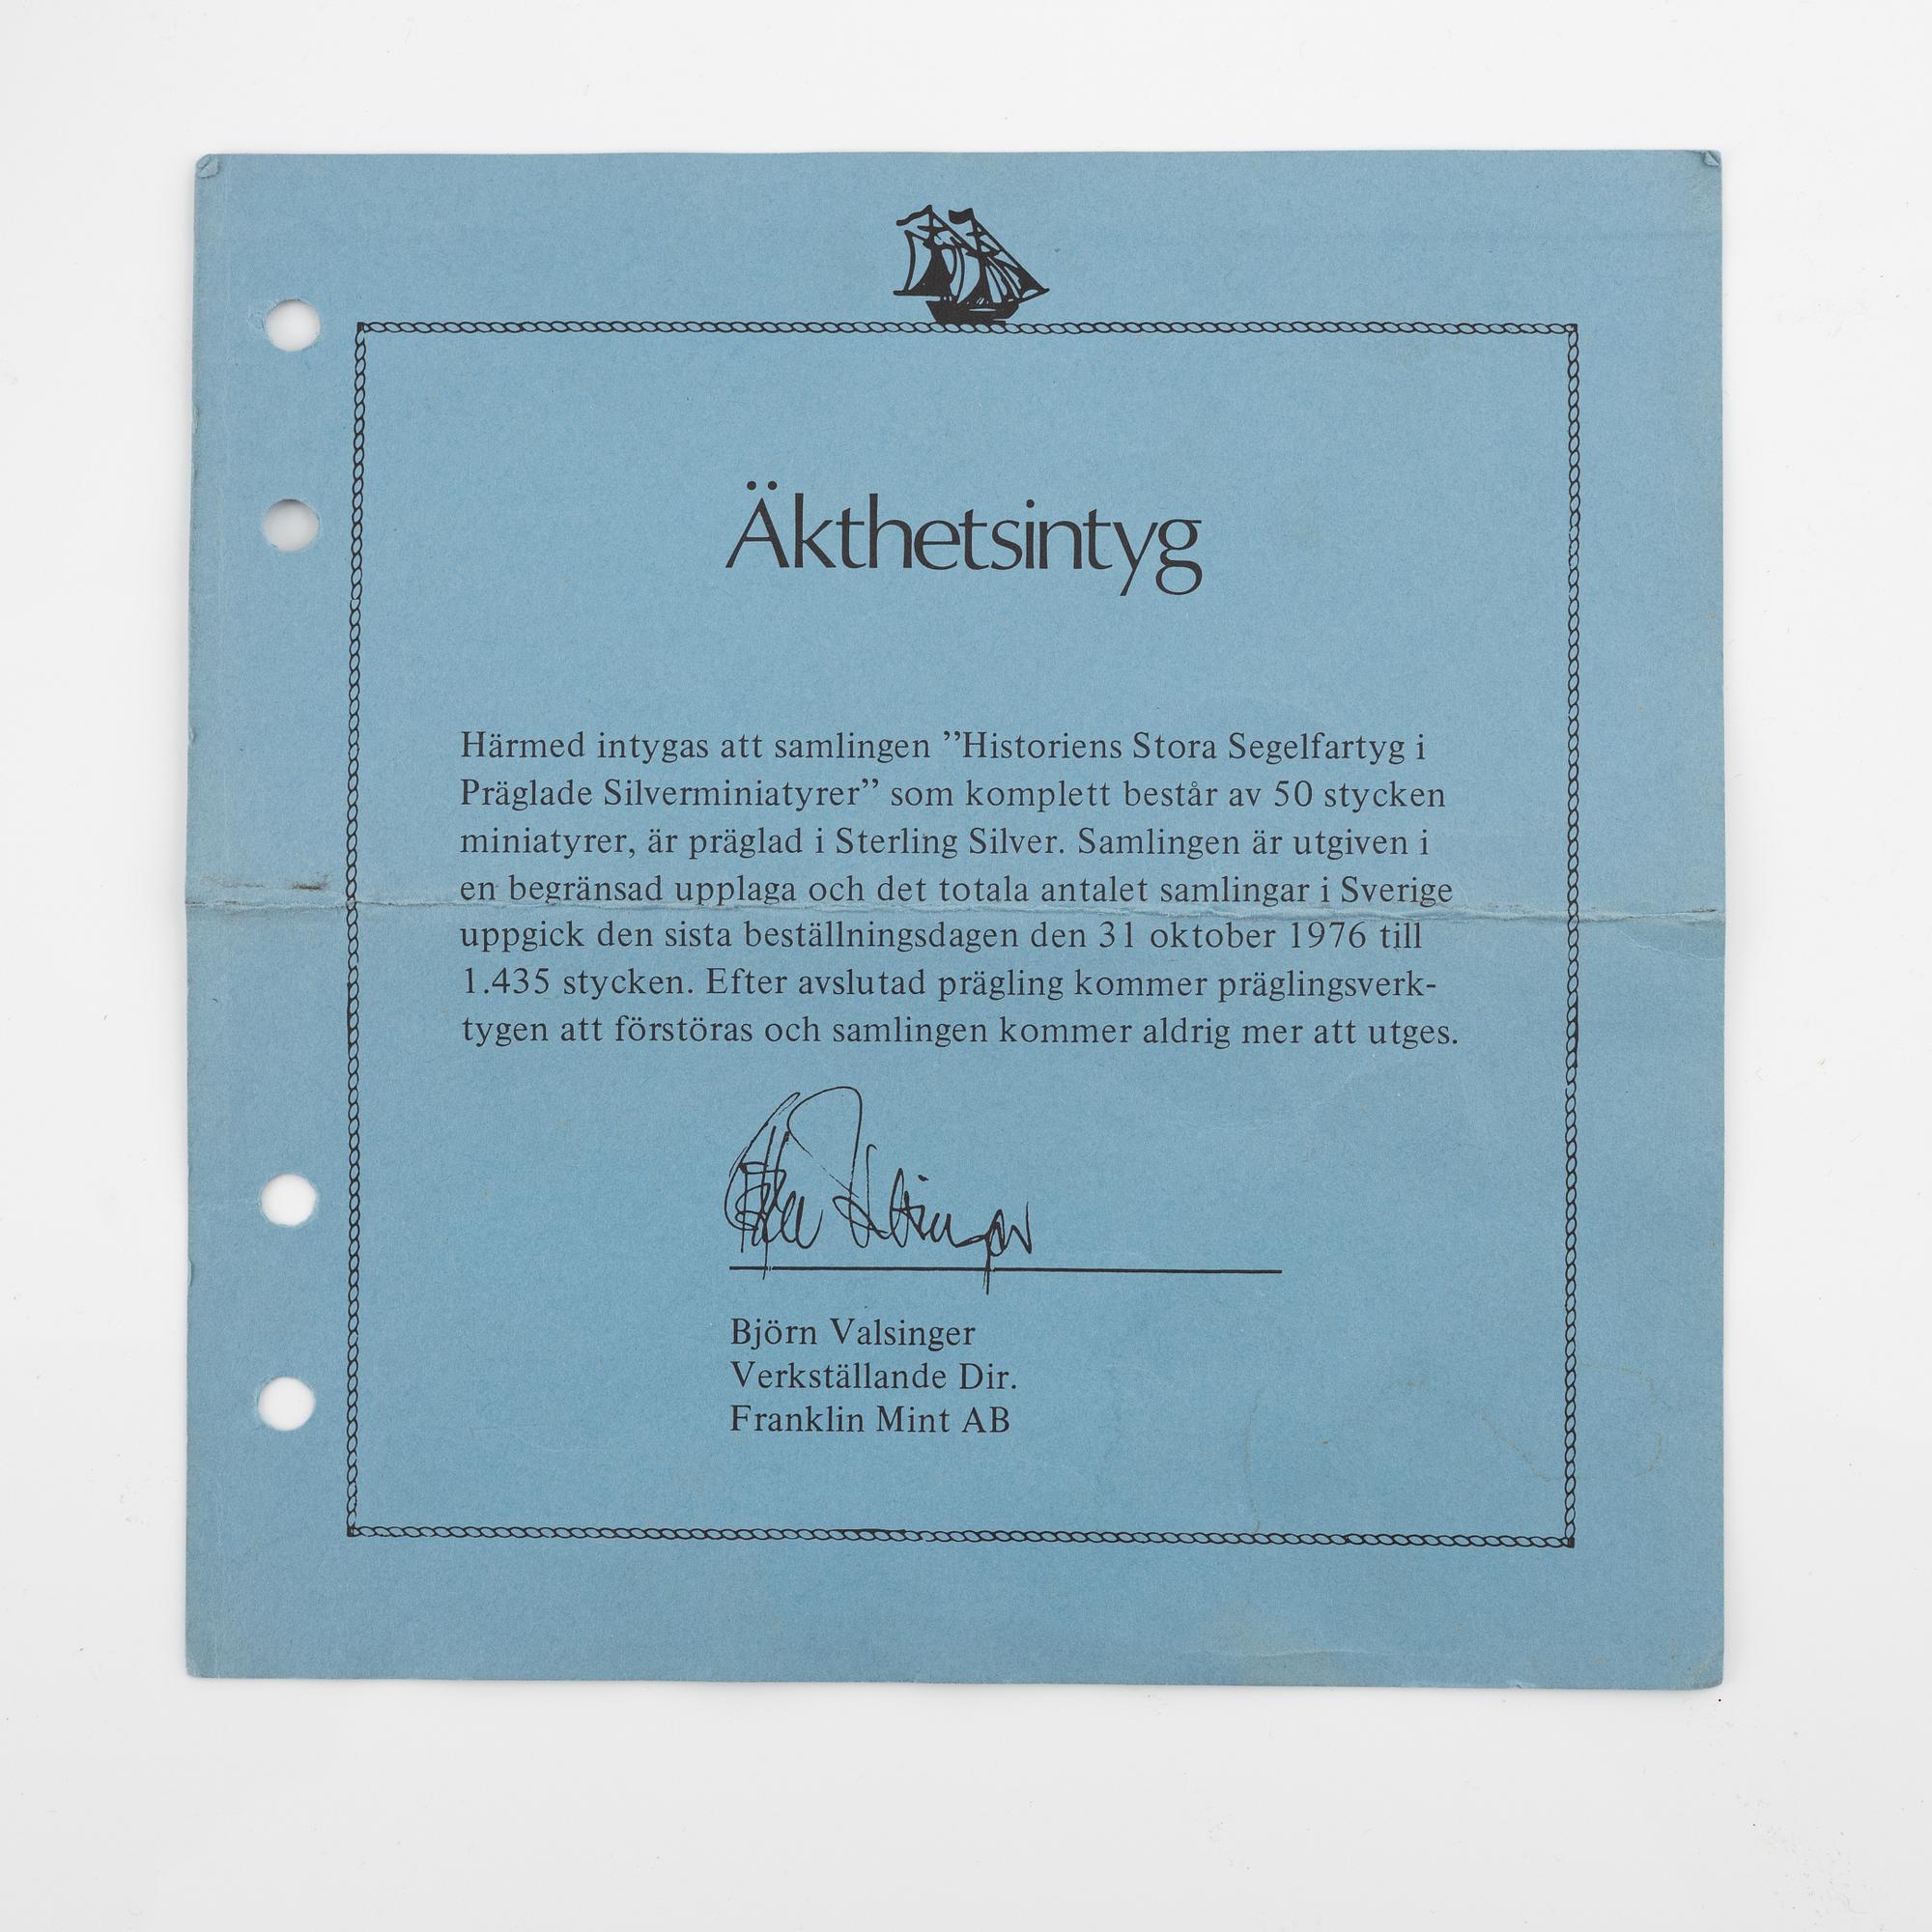 Äkthetsintyg
Härmed intygas att samlingen ”Historiens Stora Segelfartyg i
Präglade Silverminiatyrer” som komplett består av 50 stycken
miniatyrer, är präglad i Sterling Silver. Samlingen är utgiven i
en begränsad upplaga och det totala antalet samlingar i Sverige
uppgick den sista beställningsdagen den 31 oktober 1976 till
1.435 stycken. Efter avslutad prägling kommer präglingsverk-
tygen att förstöras och samlingen kommer aldrig mer att utges.
Björn Valsinger
Verkställande Dir.
Franklin Mint AB